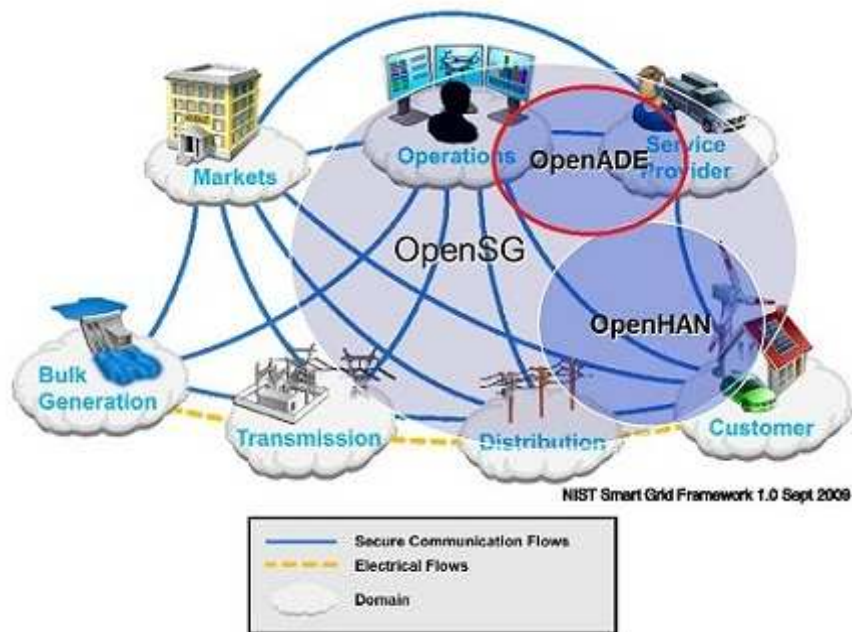 Markets
Operations
OpenADE
Service
Provider
OpenSG
OpenHAN
Bulk
Generation
Transmission
Distribution
Customer
NIST Smart Grid Framework 1.0 Sept 2009
Secure Communication Flows
Electrical Flows
Domain